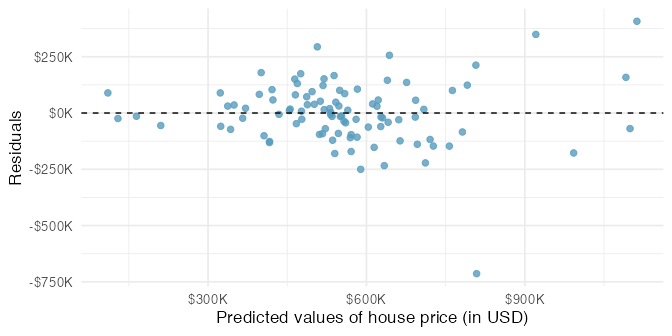 $250K
$0K
-$250K
-$500K
-$750K
Residuals
$300K
$600K
$900K
Predicted values of house price (in USD)